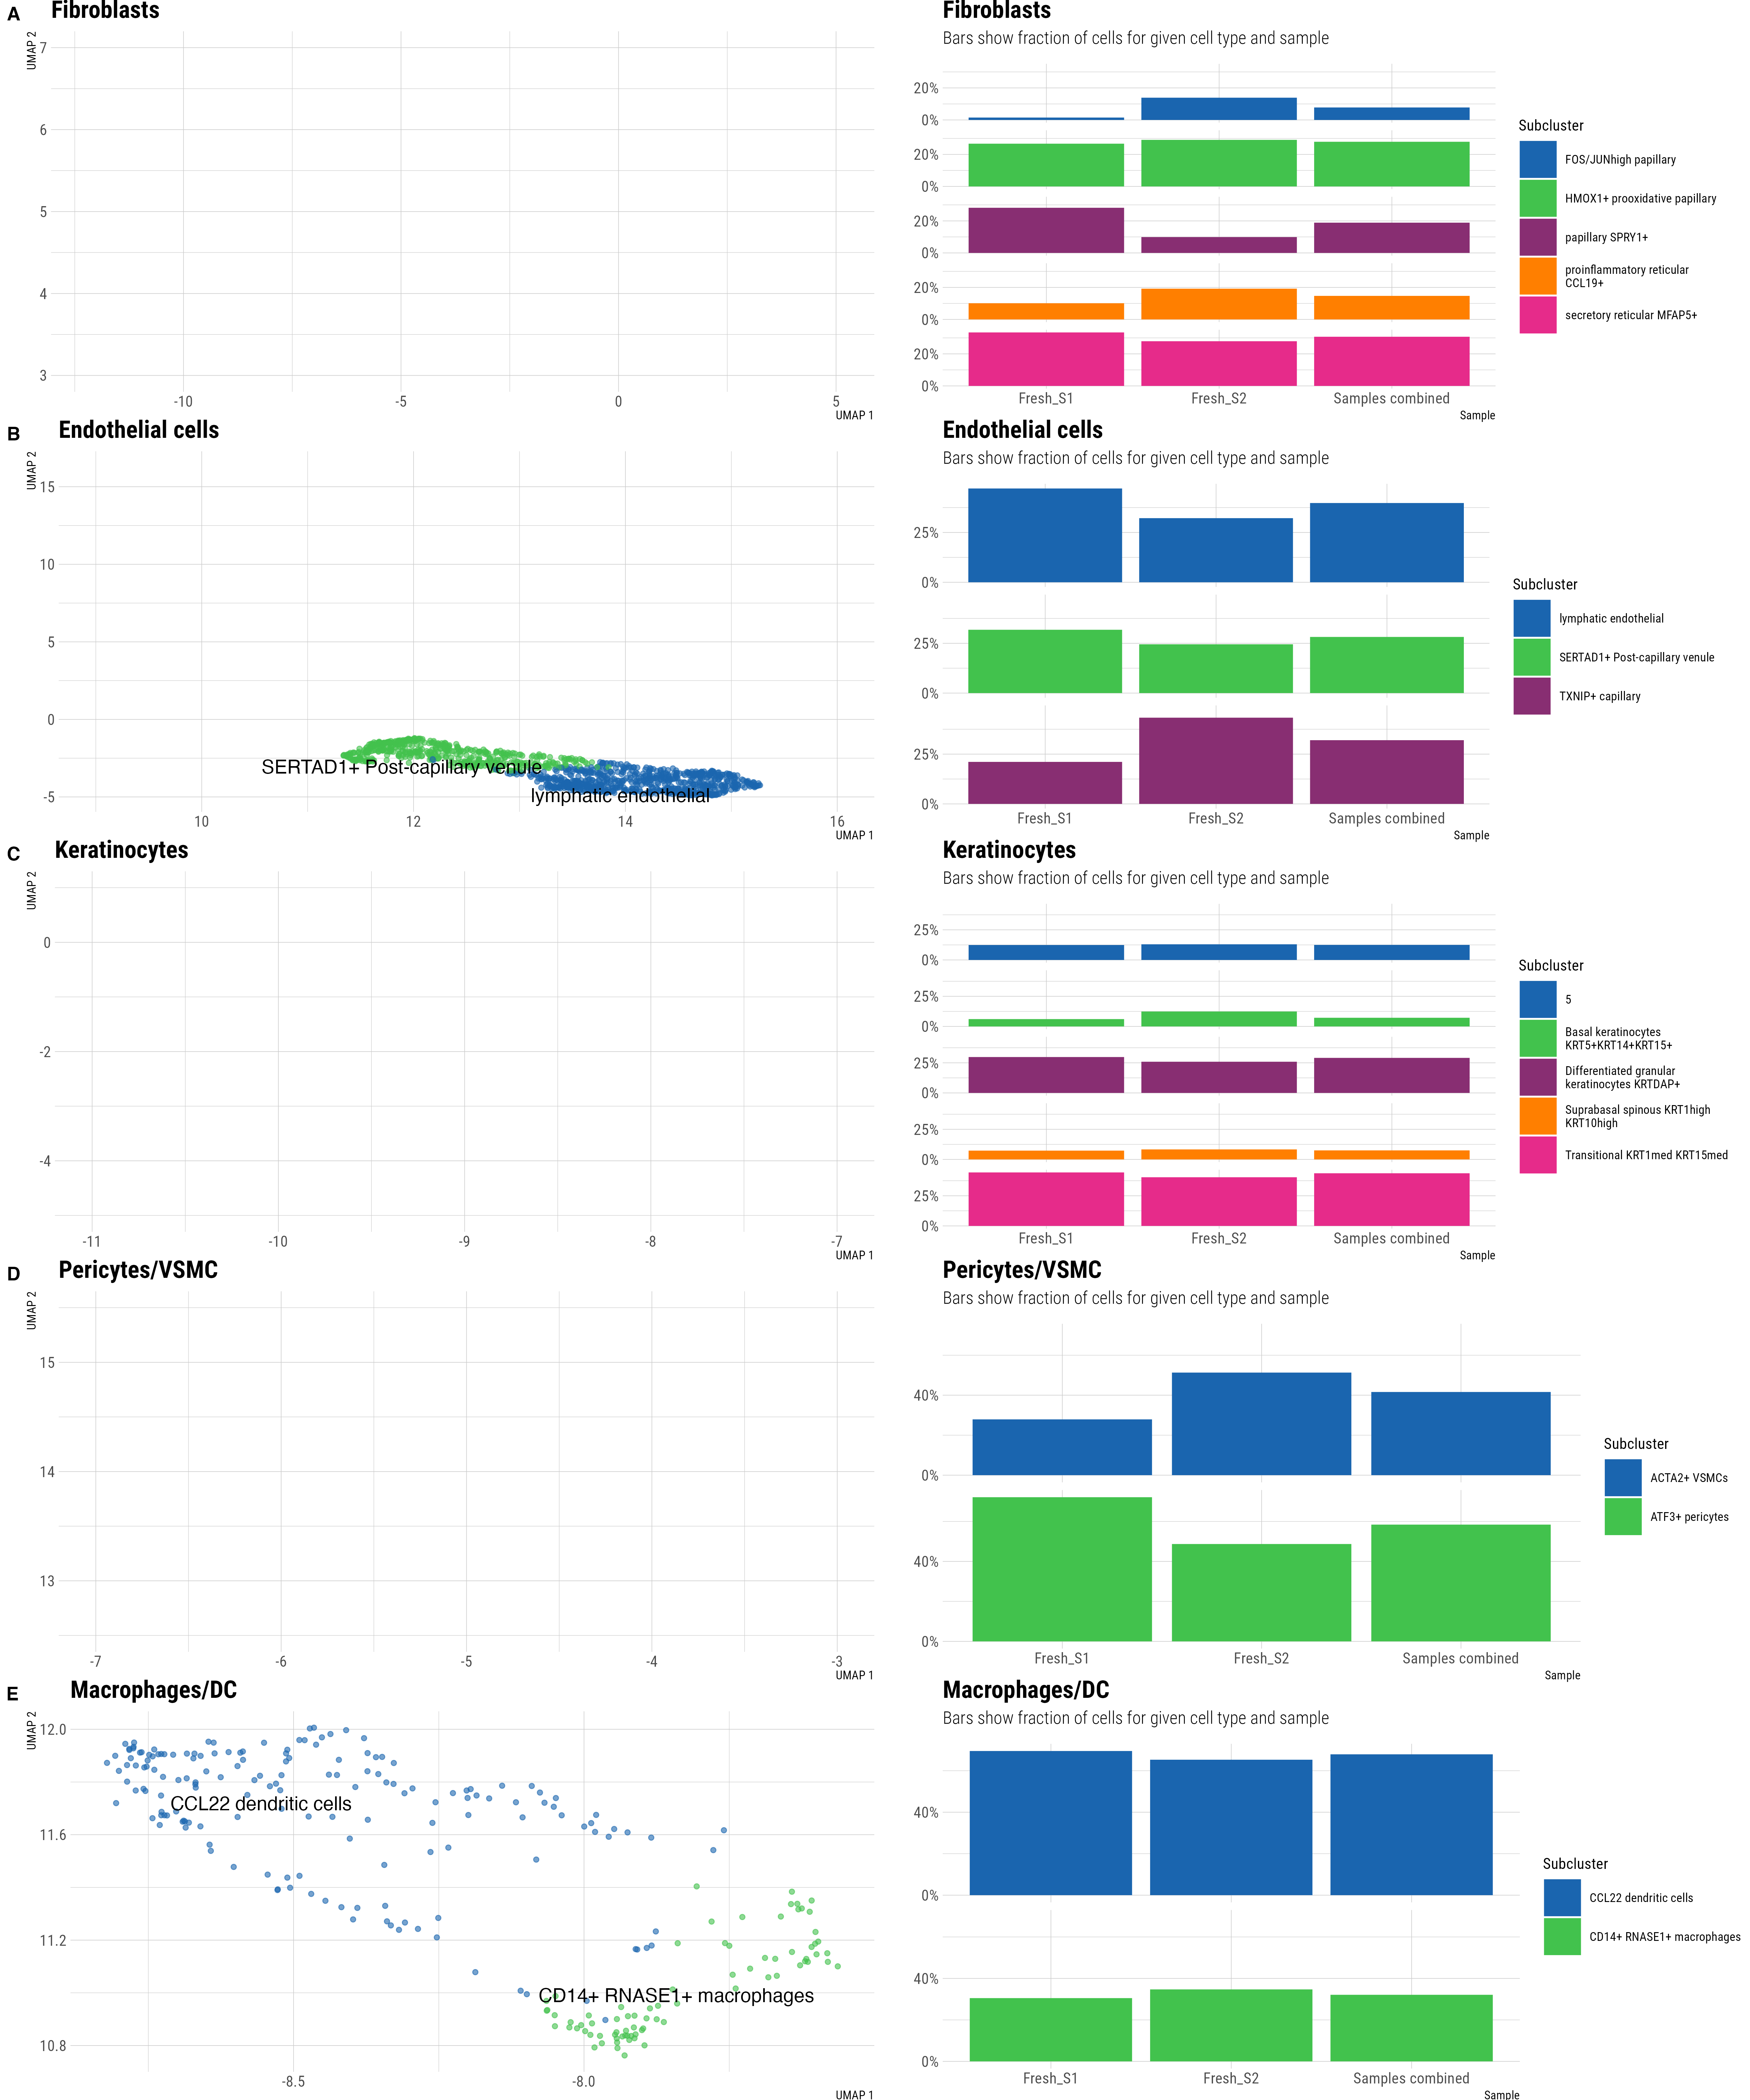 A
Fibroblasts
UMAP 2
7
6
5
4
3
-10
-5
0
5
UMAP 1
Fibroblasts
Bars show fraction of cells for given cell type and sample
20%
0%
20%
0%
20%
0%
20%
0%
20%
0%
Fresh_S1
Fresh_S2
Samples combined
Sample
Subcluster
FOS/JUNhigh papillary
HMOX1+ prooxidative papillary
papillary SPRY1+
proinflammatory reticular
CCL19+
secretory reticular MFAP5+
B
Endothelial cells
UMAP 2
15
10
5
0
-5
SERTAD1+ Post-capillary venule
lymphatic endothelial
10
12
14
16
UMAP 1
Endothelial cells
Bars show fraction of cells for given cell type and sample
25%
0%
25%
0%
25%
0%
Fresh_S1
Fresh_S2
Samples combined
Sample
Subcluster
lymphatic endothelial
SERTAD1+ Post-capillary venule
TXNIP+ capillary
C
Keratinocytes
UMAP 2
0
-2
-4
-11
-10
-9
-8
-7
UMAP 1
Keratinocytes
Bars show fraction of cells for given cell type and sample
25%
0%
25%
0%
25%
0%
25%
0%
25%
0%
Fresh_S1
Fresh_S2
Samples combined
Sample
Subcluster
5
Basal keratinocytes
KRT5+KRT14+KRT15+
Differentiated granular
keratinocytes KRTDAP+
Suprabasal spinous KRT1high
KRT10high
Transitional KRT1med KRT15med
D
Pericytes/VSMC
UMAP 2
15
14
13
-7
-6
-5
-4
-3
UMAP 1
Pericytes/VSMC
Bars show fraction of cells for given cell type and sample
40%
0%
40%
0%
Fresh_S1
Fresh_S2
Samples combined
Sample
Subcluster
ACTA2+ VSMCs
ATF3+ pericytes
E
Macrophages/DC
UMAP 2
12.0
11.6
11.2
10.8
CCL22 dendritic cells
CD14+ RNASE1+ macrophages
-8.5
-8.0
UMAP 1
Macrophages/DC
Bars show fraction of cells for given cell type and sample
40%
0%
40%
0%
Fresh_S1
Fresh_S2
Samples combined
Sample
Subcluster
CCL22 dendritic cells
CD14+ RNASE1+ macrophages